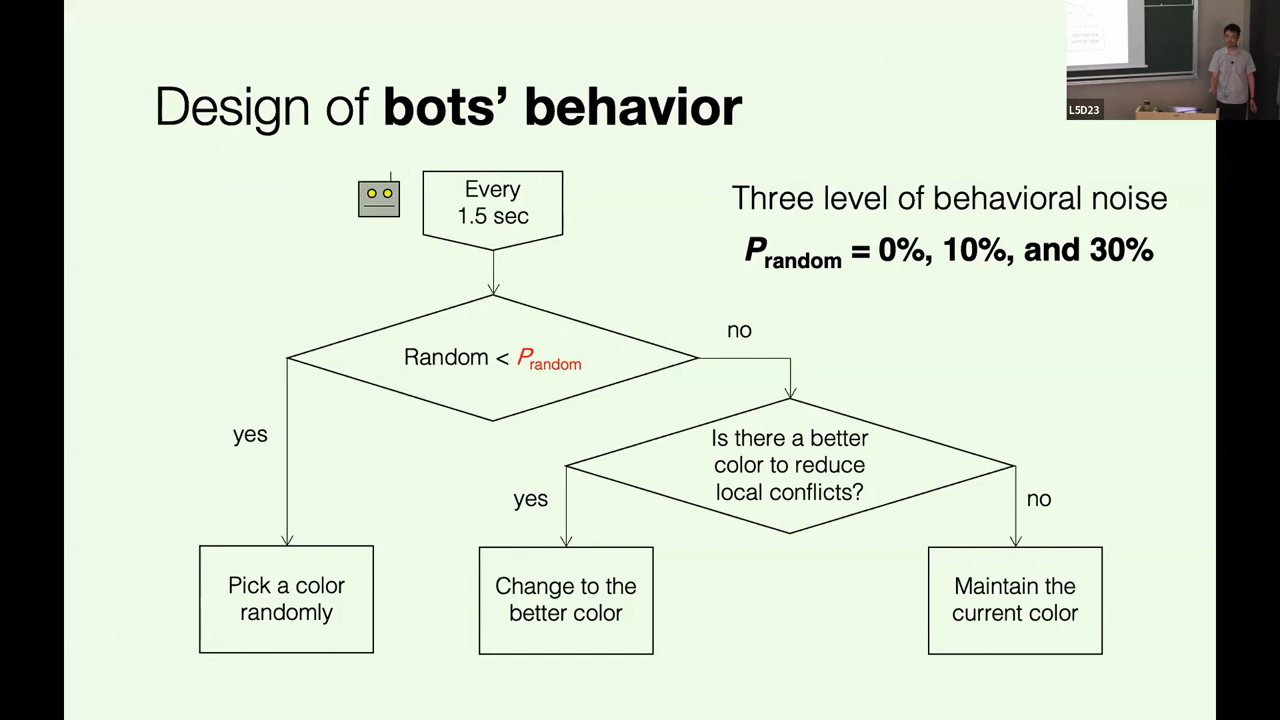 Design of bots' behavior
Every
1.5 sec
Three level of behavioral noise
Prandom = 0%, 10%, and 30%
Random < Prandom
no
yes
Is there a better
color to reduce
local conflicts?
yes
no
Pick a color
randomly
Change to the
better color
Maintain the
current color
L5D23